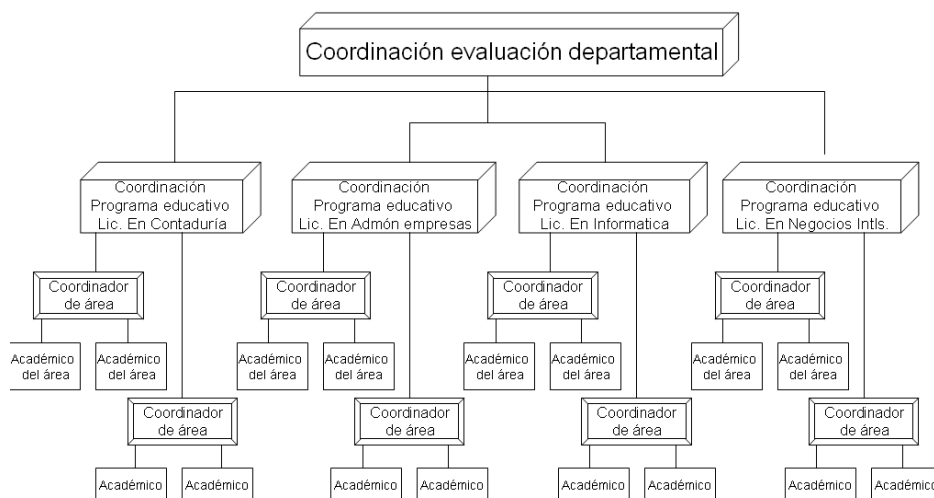 Coordinación evaluación departamental
Coordinación
Programa educativo
Lic. En Contaduría
Coordinación
Programa educativo
Lic. En Admón empresas
Coordinación
Programa educativo
Lic. En Informatica
Coordinación
Programa educativo
Lic. En Negocios Intls.
Coordinador
de área
Coordinador
de área
Coordinador
de área
Coordinador
de área
Académico
del área
Académico
del área
Académico
del área
Académico
del área
Académico
del área
Académico
del área
Académico
del área
Académico
del área
Coordinador
de área
Coordinador
de área
Coordinador
de área
Coordinador
de área
Académico
Académico
Académico
Académico
Académico
Académico
Académico
Académico